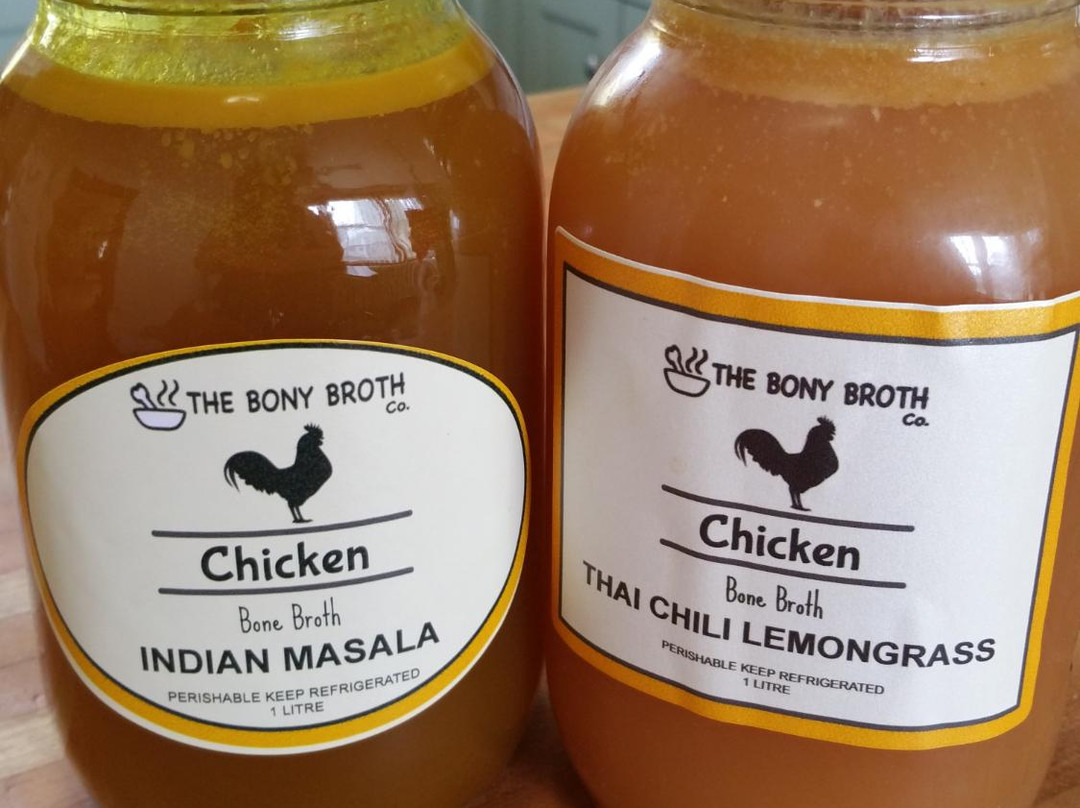 THE BONY BROTH
Co.
Chicken
Bone Broth
INDIAN MASALA
PERISHABLE KEEP REFRIGERATED
1 LITRE
THE BONY BROTH
Co.
Chicken
Bone Broth
THAI CHILI LEMONGRASS
PERISHABLE KEEP REFRIGERATED
1 LITRE